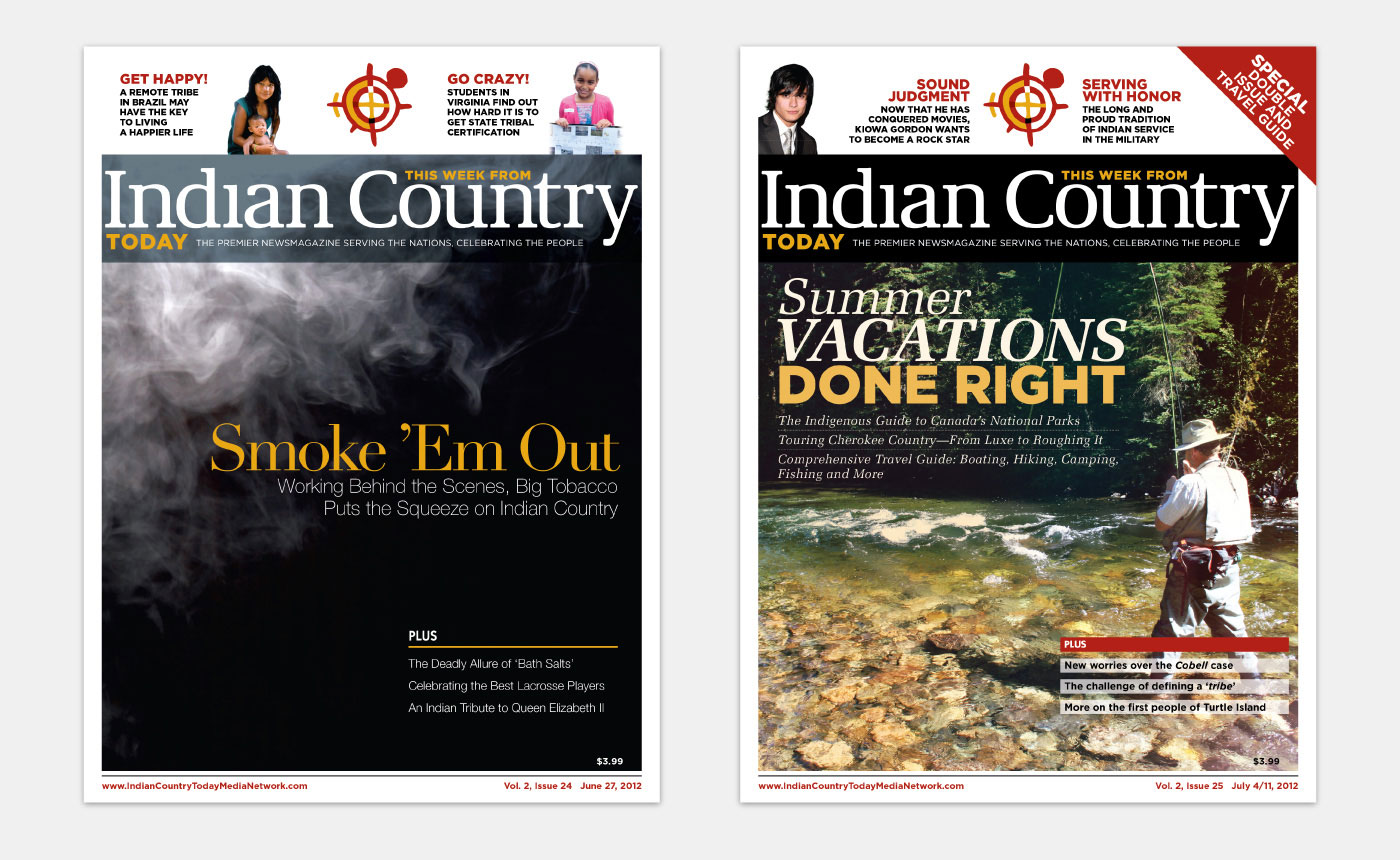 GET HAPPY!
A REMOTE TRIBE
IN BRAZIL MAY
HAVE THE KEY
TO LIVING
A HAPPIER LIFE
GO CRAZY!
STUDENTS IN
VIRGINIA FIND OUT
HOW HARD IT IS TO
GET STATE TRIBAL
CERTIFICATION
THIS WEEK FROM
Indıan Country
TODAY THE PREMIER NEWSMAGAZINE SERVING THE NATIONS, CELEBRATING THE PEOPLE
Smoke ’Em Out
Working Behind the Scenes, Big Tobacco
Puts the Squeeze on Indian Country
PLUS
The Deadly Allure of ‘Bath Salts’
Celebrating the Best Lacrosse Players
An Indian Tribute to Queen Elizabeth II
$3.99
www.IndianCountryTodayMediaNetwork.com Vol. 2, Issue 24 June 27, 2012
SOUND
JUDGMENT
NOW THAT HE HAS
CONQUERED MOVIES,
KIOWA GORDON WANTS
TO BECOME A ROCK STAR
SERVING
WITH HONOR
THE LONG AND
PROUD TRADITION
OF INDIAN SERVICE
IN THE MILITARY
SPECIAL
DOUBLE
ISSUE AND
TRAVEL GUIDE
THIS WEEK FROM
Indıan Country
TODAY THE PREMIER NEWSMAGAZINE SERVING THE NATIONS, CELEBRATING THE PEOPLE
Summer
VACATIONS
DONE RIGHT
The Indigenous Guide to Canada’s National Parks
Touring Cherokee Country—From Luxe to Roughing It
Comprehensive Travel Guide: Boating, Hiking, Camping,
Fishing and More
PLUS
New worries over the Cobell case
The challenge of defining a ‘tribe’
More on the first people of Turtle Island
$3.99
www.IndianCountryTodayMediaNetwork.com Vol. 2, Issue 25 July 4/11, 2012